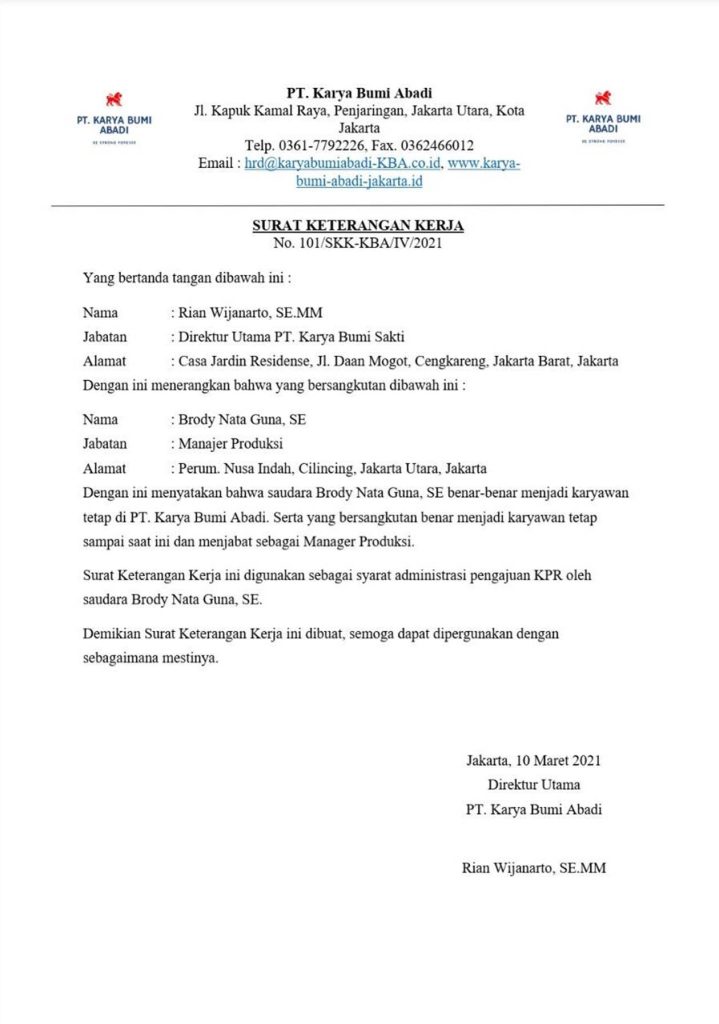 PT. KARYA BUMI
ABADI
BE STRONG FOREVER
PT. Karya Bumi Abadi
Jl. Kapuk Kamal Raya, Penjaringan, Jakarta Utara, Kota
Jakarta
Telp. 0361-7792226, Fax. 0362466012
Email : hrd@karyabumiabadi-KBA.co.id, www.karya-
bumi-abadi-jakarta.id
PT. KARYA BUMI
ABADI
BE STRONG FOREVER
SURAT KETERANGAN KERJA
No. 101/SKK-KBA/IV/2021
Yang bertanda tangan dibawah ini :
Nama : Rian Wijanarto, SE.MM
Jabatan : Direktur Utama PT. Karya Bumi Sakti
Alamat : Casa Jardin Residense, Jl. Daan Mogot, Cengkareng, Jakarta Barat, Jakarta
Dengan ini menerangkan bahwa yang bersangkutan dibawah ini :
Nama : Brody Nata Guna, SE
Jabatan : Manajer Produksi
Alamat : Perum. Nusa Indah, Cilincing, Jakarta Utara, Jakarta
Dengan ini menyatakan bahwa saudara Brody Nata Guna, SE benar-benar menjadi karyawan
tetap di PT. Karya Bumi Abadi. Serta yang bersangkutan benar menjadi karyawan tetap
sampai saat ini dan menjabat sebagai Manager Produksi.
Surat Keterangan Kerja ini digunakan sebagai syarat administrasi pengajuan KPR oleh
saudara Brody Nata Guna, SE.
Demikian Surat Keterangan Kerja ini dibuat, semoga dapat dipergunakan dengan
sebagaimana mestinya.
Jakarta, 10 Maret 2021
Direktur Utama
PT. Karya Bumi Abadi
Rian Wijanarto, SE.MM